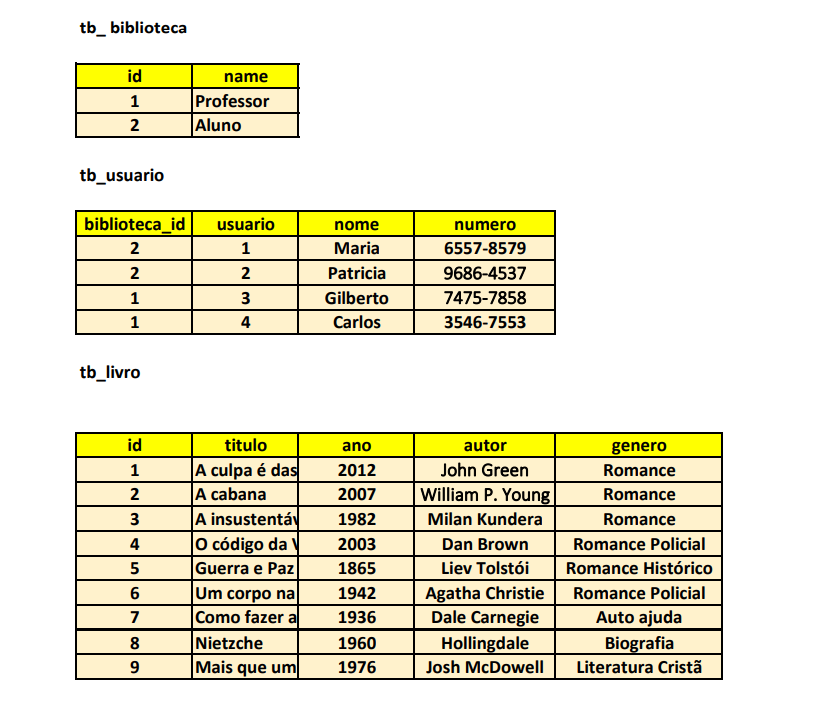 tb_ biblioteca
id name
1 Professor
2 Aluno
tb_usuario
biblioteca_id usuario nome numero
2 1 Maria 6557-8579
2 2 Patricia 9686-4537
1 3 Gilberto 7475-7858
1 4 Carlos 3546-7553
tb_livro
id titulo ano autor genero
1 A culpa é das 2012 John Green Romance
2 A cabana 2007 William P. Young Romance
3 A 1982 Milan Kundera Romance
4 O código da 2003 Dan Brown Romance Policial
5 Guerra e Paz 1865 Liev Tolstói Romance Histórico
6 Um corpo na 1942 Agatha Christie Romance Policial
7 Como fazer a 1936 Dale Carnegie Auto ajuda
8 Nietzche 1960 Hollingdale Biografia
9 Mais que um 1976 Josh McDowell Literatura Cristã